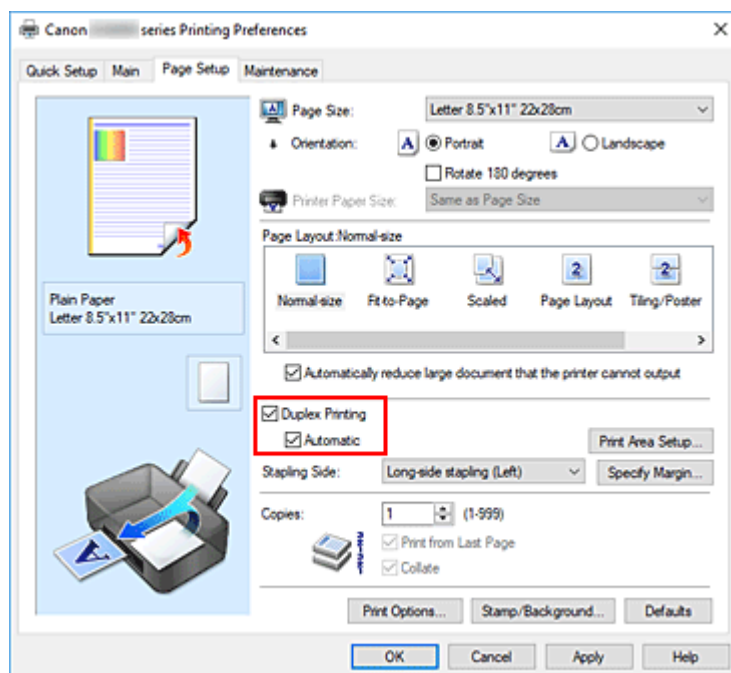 Canon series Printing Preferences
Quick Setup Main Page Setup Maintenance
Page Size: Letter 8.5"x11" 22x28cm
Orientation: A Portrait A Landscape
Rotate 180 degrees
Printer Paper Size: Same as Page Size
Page Layout:Normal-size
Normal-size Fit-to-Page Scaled Page Layout Tiling/Poster
Plain Paper
Letter 8.5"x11" 22x28cm
Automatically reduce large document that the printer cannot output
Duplex Printing
Automatic
Print Area Setup...
Stapling Side: Long-side stapling (Left) Specify Margin...
Copies: 1 (1-999)
Print from Last Page
Collate
Print Options... Stamp/Background... Defaults
OK Cancel Apply Help